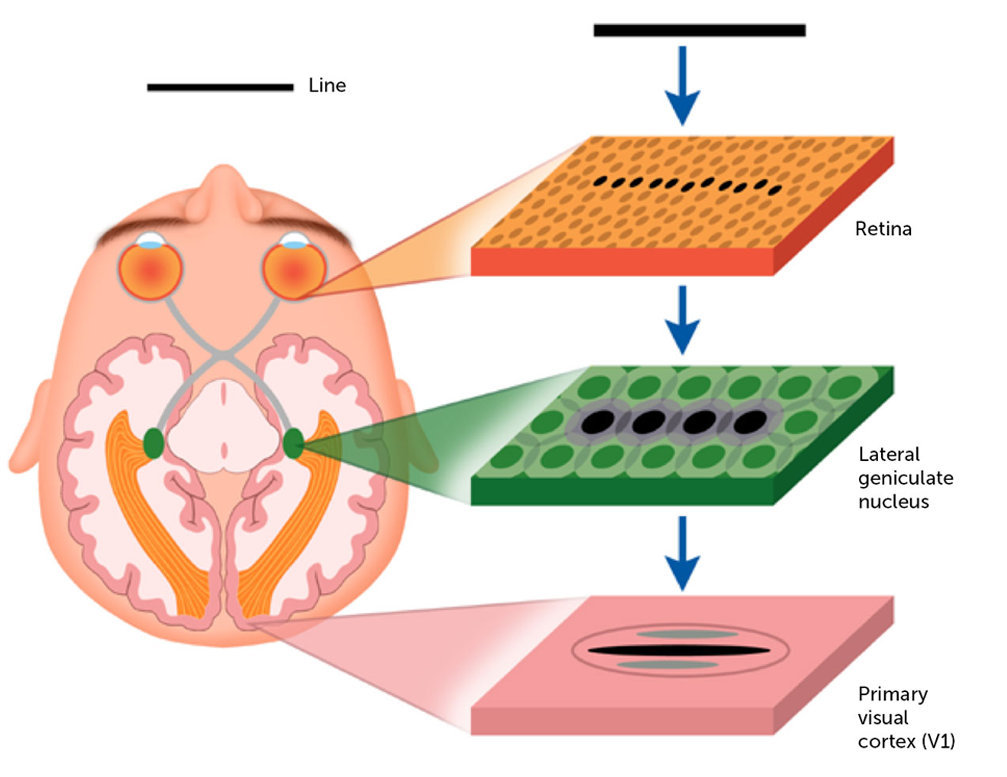 Line
Retina
Lateral
geniculate
nucleus
Primary
visual
cortex (V1)